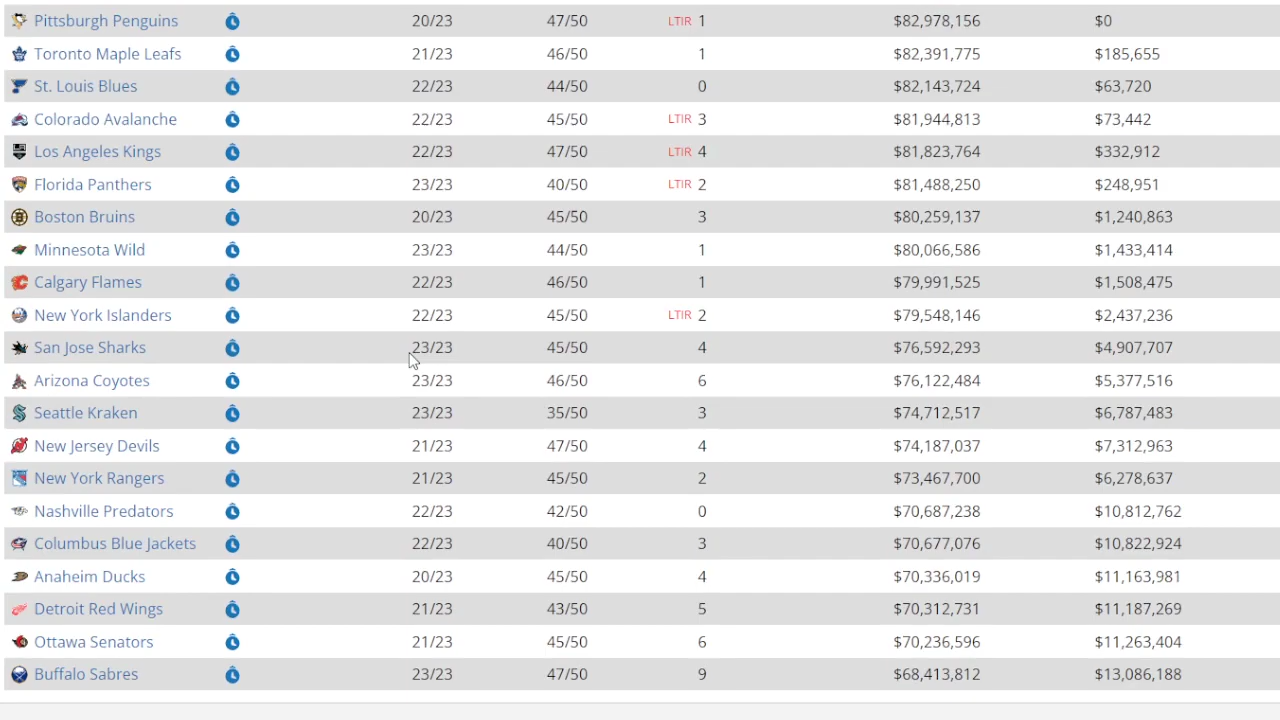 Pittsburgh Penguins 20/23 47/50 LTIR 1 $82,978,156 $0
Toronto Maple Leafs 21/23 46/50 1 $82,391,775 $185,655
St. Louis Blues 22/23 44/50 0 $82,143,724 $63,720
Colorado Avalanche 22/23 45/50 LTIR 3 $81,944,813 $73,442
Los Angeles Kings 22/23 47/50 LTIR 4 $81,823,764 $332,912
Florida Panthers 23/23 40/50 LTIR 2 $81,488,250 $248,951
Boston Bruins 20/23 45/50 3 $80,259,137 $1,240,863
Minnesota Wild 23/23 44/50 1 $80,066,586 $1,433,414
Calgary Flames 22/23 46/50 1 $79,991,525 $1,508,475
New York Islanders 22/23 45/50 LTIR 2 $79,548,146 $2,437,236
San Jose Sharks 23/23 45/50 4 $76,592,293 $4,907,707
Arizona Coyotes 23/23 46/50 6 $76,122,484 $5,377,516
Seattle Kraken 23/23 35/50 3 $74,712,517 $6,787,483
New Jersey Devils 21/23 47/50 4 $74,187,037 $7,312,963
New York Rangers 21/23 45/50 2 $73,467,700 $6,278,637
Nashville Predators 22/23 42/50 0 $70,687,238 $10,812,762
Columbus Blue Jackets 22/23 40/50 3 $70,677,076 $10,822,924
Anaheim Ducks 20/23 45/50 4 $70,336,019 $11,163,981
Detroit Red Wings 21/23 43/50 5 $70,312,731 $11,187,269
Ottawa Senators 21/23 45/50 6 $70,236,596 $11,263,404
Buffalo Sabres 23/23 47/50 9 $68,413,812 $13,086,188